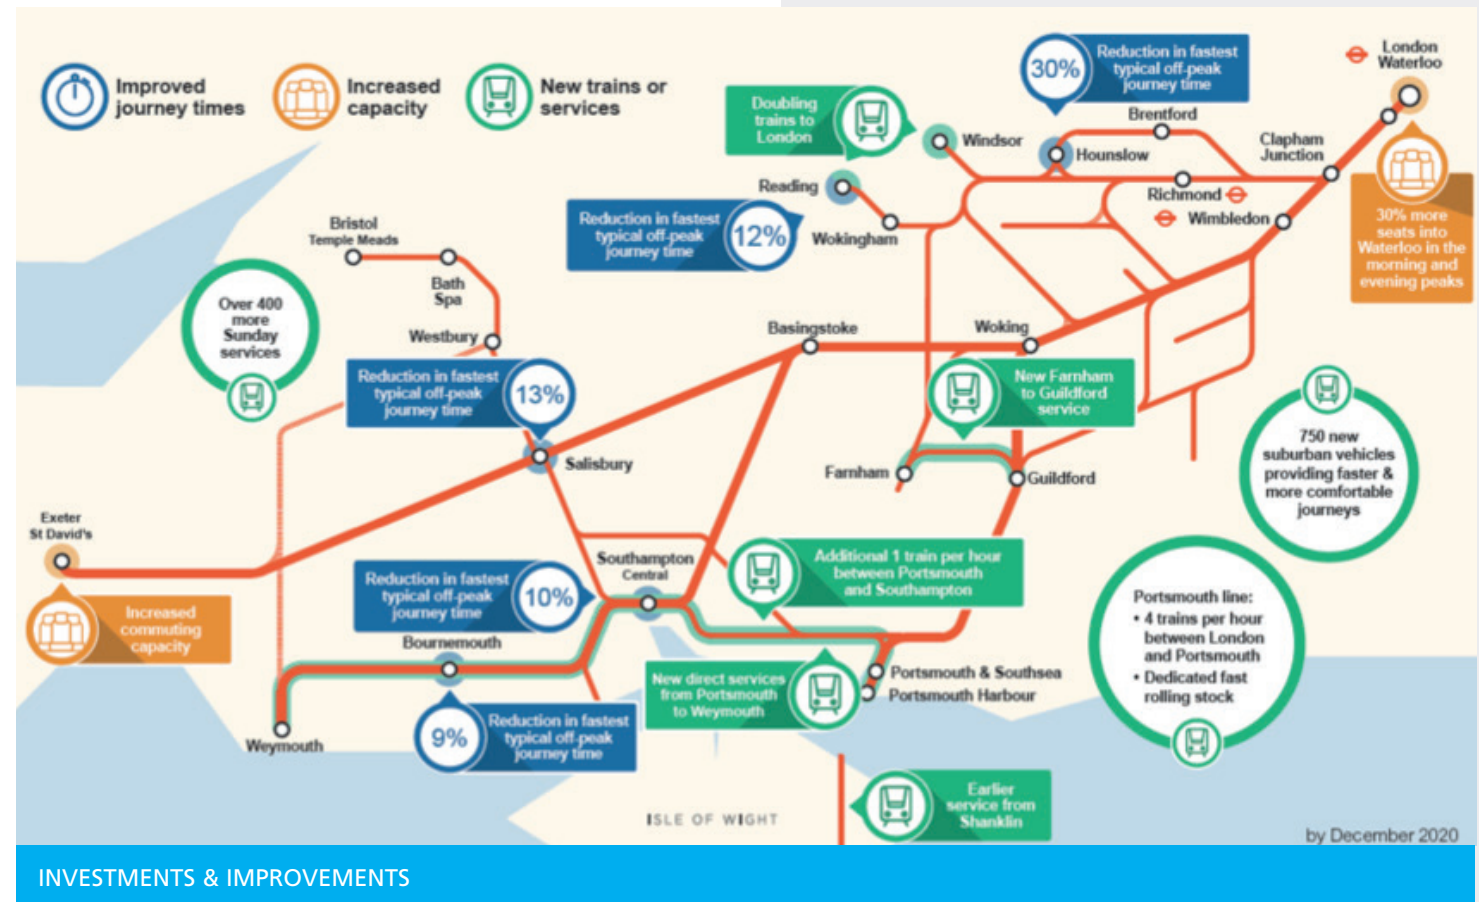 Improved
journey times
Increased
capacity
New trains or
services
30%
Reduction in fastest
typical off-peak
journey time
London
Waterloo
Doubling
trains to
London
Brentford
Windsor
Hounslow
Clapham
Junction
Reading
Richmond
Reduction in fastest
typical off-peak
journey time
12%
Wokingham
Wimbledon
30% more
seats into
Waterloo in the
morning and
evening peaks
Bristol
Temple Meads
Bath
Spa
Over 400
more
Sunday
services
Westbury
Basingstoke
Woking
Reduction in fastest
typical off-peak
journey time
13%
New Farnham
to Guildford
service
Salisbury
Farnham
Guildford
750 new
suburban vehicles
providing faster &
more comfortable
journeys
Exeter
St David's
Southampton
Central
Additional 1 train per hour
between Portsmouth
and Southampton
Reduction in fastest
typical off-peak
journey time
10%
Increased
commuting
capacity
Portsmouth line:
• 4 trains per hour
between London
and Portsmouth
• Dedicated fast
rolling stock
Bournemouth
New direct services
from Portsmouth
to Weymouth
Portsmouth & Southsea
Portsmouth Harbour
Weymouth
9%
Reduction in fastest
typical off-peak
journey time
Earlier
service from
Shanklin
ISLE OF WIGHT
by December 2020
INVESTMENTS & IMPROVEMENTS